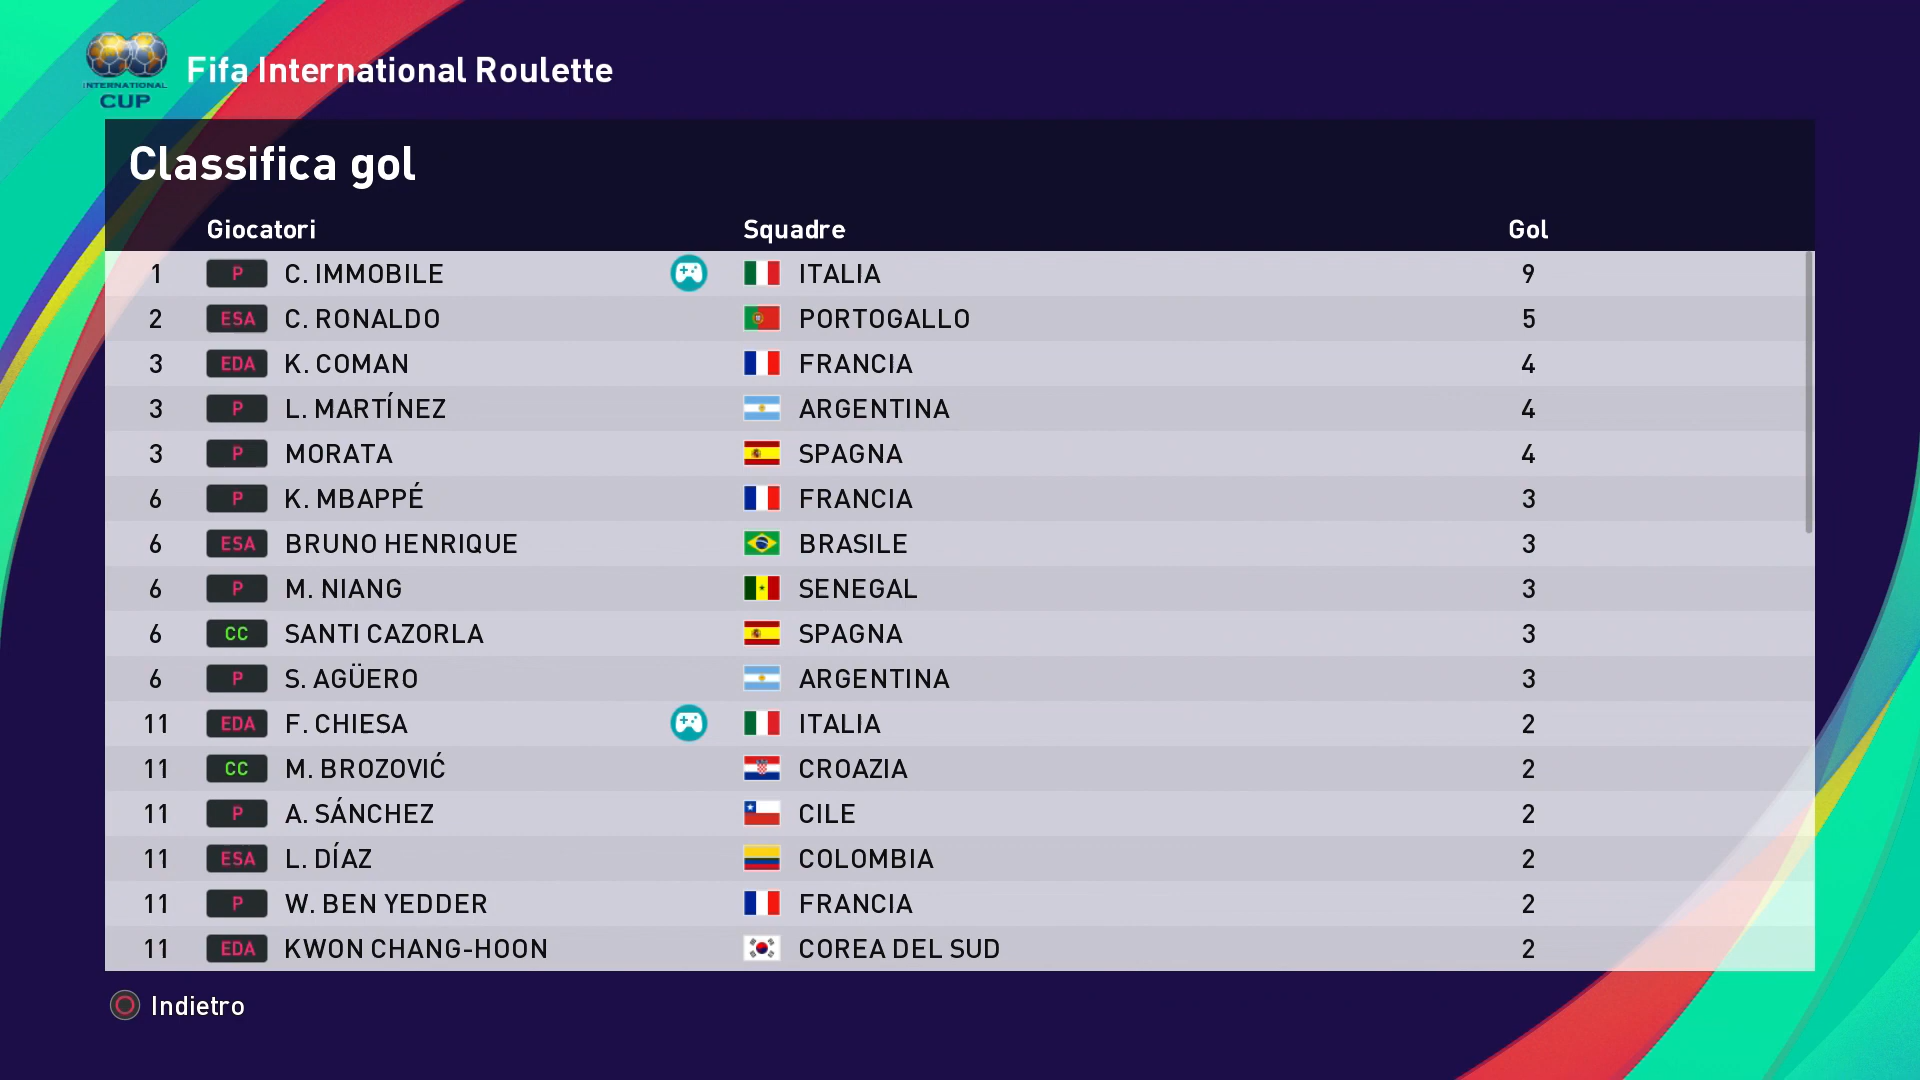 INTERNATIONAL
CUP
Fifa International Roulette
Classifica gol
Giocatori Squadre Gol
1 P C. IMMOBILE ITALIA 9
2 ESA C. RONALDO PORTOGALLO 5
3 EDA K. COMAN FRANCIA 4
3 P L. MARTÍNEZ ARGENTINA 4
3 P MORATA SPAGNA 4
6 P K. MBAPPÉ FRANCIA 3
6 ESA BRUNO HENRIQUE BRASILE 3
6 P M. NIANG SENEGAL 3
6 CC SANTI CAZORLA SPAGNA 3
6 P S. AGÜERO ARGENTINA 3
11 EDA F. CHIESA ITALIA 2
11 CC M. BROZOVIĆ CROAZIA 2
11 P A. SÁNCHEZ CILE 2
11 ESA L. DÍAZ COLOMBIA 2
11 P W. BEN YEDDER FRANCIA 2
11 EDA KWON CHANG-HOON COREA DEL SUD 2
Indietro